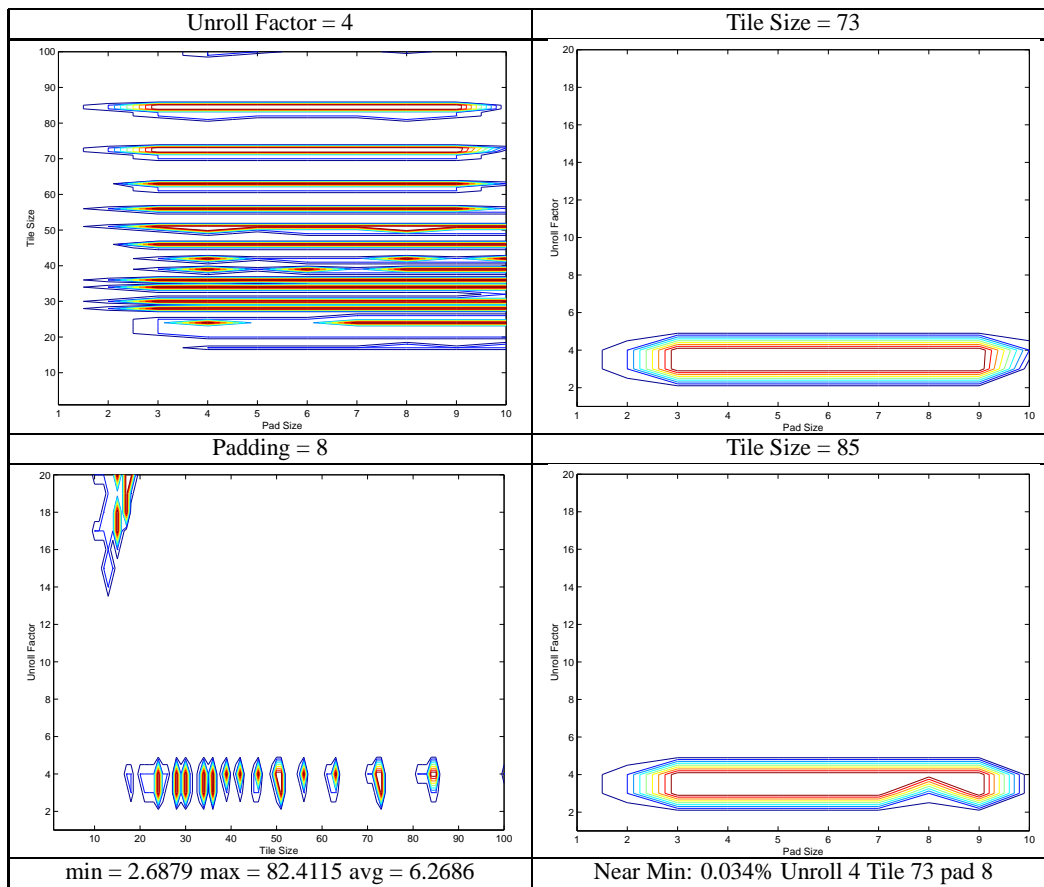 Unroll Factor = 4
Tile Size = 73
100
90
80
70
60
50
40
30
20
10
Tile Size
1 2 3 4 5 6 7 8 9 10
Pad Size
20
18
16
14
12
10
8
6
4
2
Unroll Factor
1 2 3 4 5 6 7 8 9 10
Pad Size
Padding = 8
Tile Size = 85
20
18
16
14
12
10
8
6
4
2
Unroll Factor
10 20 30 40 50 60 70 80 90 100
Tile Size
20
18
16
14
12
10
8
6
4
2
Unroll Factor
1 2 3 4 5 6 7 8 9 10
Pad Size
min = 2.6879 max = 82.4115 avg = 6.2686
Near Min: 0.034% Unroll 4 Tile 73 pad 8